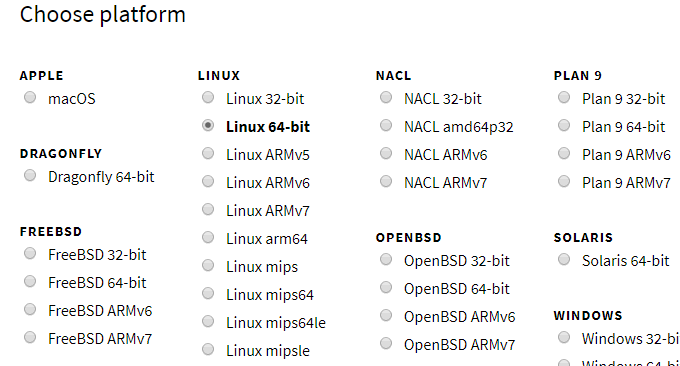 Choose platform
APPLE
macOS
DRAGONFLY
Dragonfly 64-bit
FREEBSD
FreeBSD 32-bit
FreeBSD 64-bit
FreeBSD ARMv6
FreeBSD ARMv7
LINUX
Linux 32-bit
Linux 64-bit
Linux ARMv5
Linux ARMv6
Linux ARMv7
Linux arm64
Linux mips
Linux mips64
Linux mips64le
Linux mipsle
NACL
NACL 32-bit
NACL amd64p32
NACL ARMv6
NACL ARMv7
OPENBSD
OpenBSD 32-bit
OpenBSD 64-bit
OpenBSD ARMv6
OpenBSD ARMv7
PLAN 9
Plan 9 32-bit
Plan 9 64-bit
Plan 9 ARMv6
Plan 9 ARMv7
SOLARIS
Solaris 64-bit
WINDOWS
Windows 32-bi
Windows 64-bi